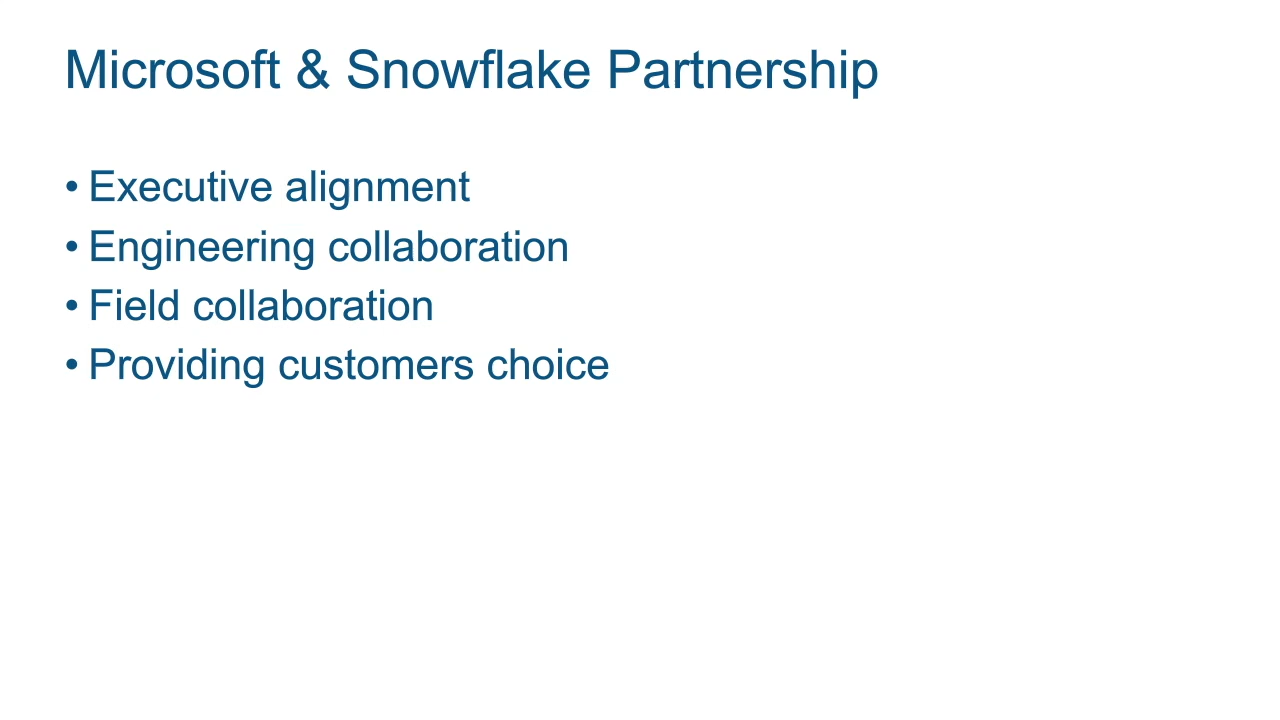 Microsoft & Snowflake Partnership
• Executive alignment
• Engineering collaboration
• Field collaboration
• Providing customers choice